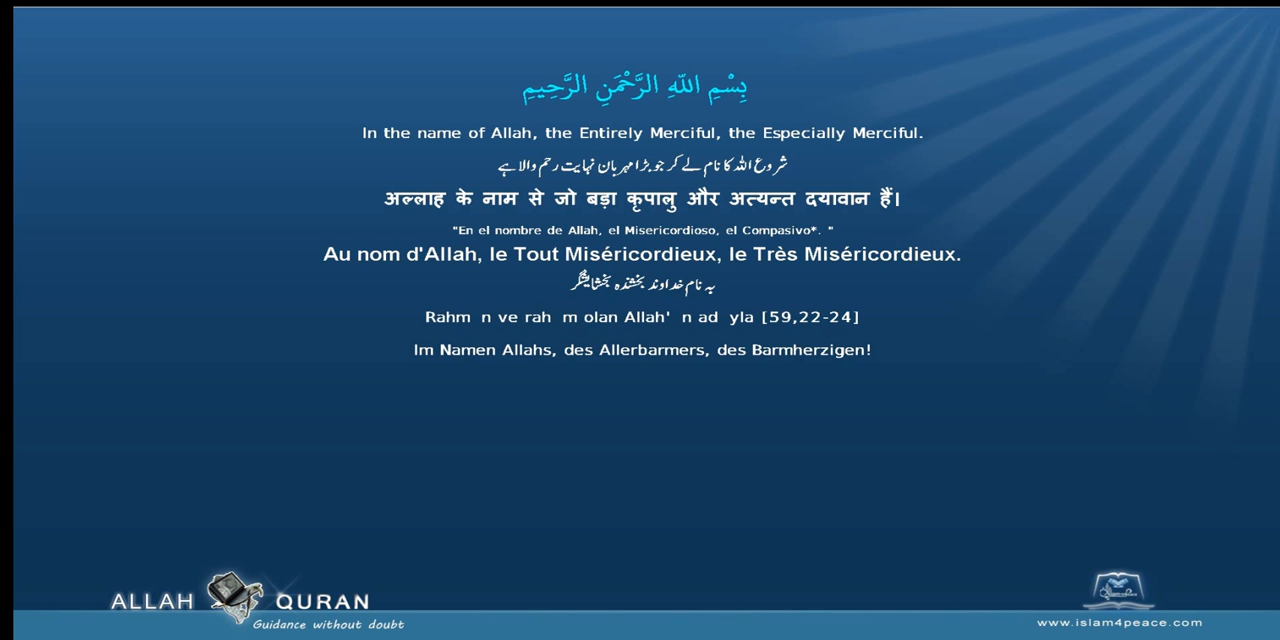 بِسْمِ اللَّهِ الرَّحْمَنِ الرَّحِيمِ
In the name of Allah, the Entirely Merciful, the Especially Merciful.
شروع الله کا نام لے کر جو بڑا مہربان نہایت رحم والا ہے
अल्लाह के नाम से जो बड़ा कृपालु और अत्यन्त दयावान हैं।
"En el nombre de Allah, el Misericordioso, el Compasivo*. "
Au nom d'Allah, le Tout Miséricordieux, le Très Miséricordieux.
به نام خداوند بخشنده بخشایشگر
Rahm n ve rah m olan Allah' n ad yla [59,22-24]
Im Namen Allahs, des Allerbarmers, des Barmherzigen!
ALLAH QURAN
Guidance without doubt
www.islam4peace.com